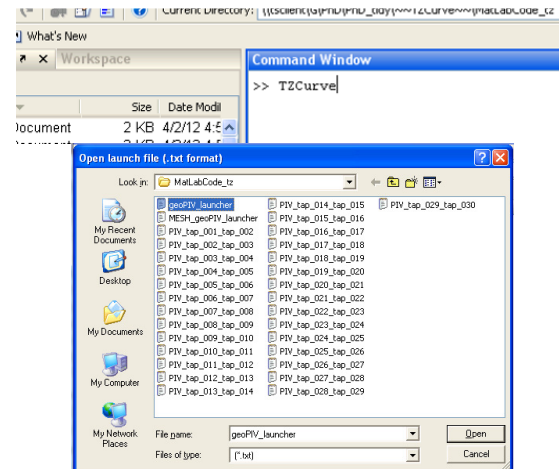 Current Directory: \\tsclient\G\PhD\PhD_tidy\~~TZCurve~~\MatLabCode_tz
What's New
Workspace
Command Window
>> TZCurve
Size Date Modif
Document 2 KB 4/2/12 4:5
Open launch file (.txt format)
Look in: MatLabCode_tz
geoPIV_launcher PIV_tap_014_tap_015 PIV_tap_029_tap_030
MESH_geoPIV_launcher PIV_tap_015_tap_016
PIV_tap_001_tap_002 PIV_tap_016_tap_017
PIV_tap_002_tap_003 PIV_tap_017_tap_018
PIV_tap_003_tap_004 PIV_tap_018_tap_019
PIV_tap_004_tap_005 PIV_tap_019_tap_020
PIV_tap_005_tap_006 PIV_tap_020_tap_021
PIV_tap_006_tap_007 PIV_tap_021_tap_022
PIV_tap_007_tap_008 PIV_tap_022_tap_023
PIV_tap_008_tap_009 PIV_tap_023_tap_024
PIV_tap_009_tap_010 PIV_tap_024_tap_025
PIV_tap_010_tap_011 PIV_tap_025_tap_026
PIV_tap_011_tap_012 PIV_tap_026_tap_027
PIV_tap_012_tap_013 PIV_tap_027_tap_028
PIV_tap_013_tap_014 PIV_tap_028_tap_029
My Recent
Documents
Desktop
My Documents
My Computer
My Network
Places
File name: geoPIV_launcher Open
Files of type: (*.txt) Cancel